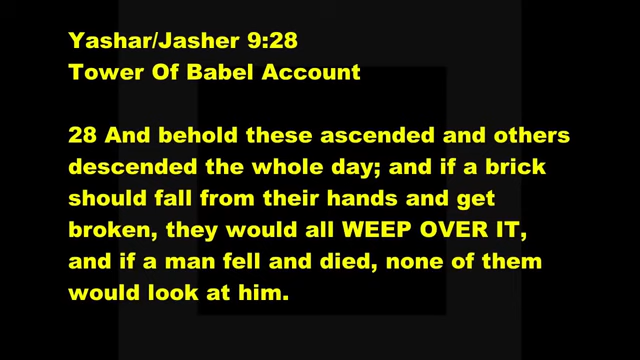 Yashar/Jasher 9:28
Tower Of Babel Account
28 And behold these ascended and others
descended the whole day; and if a brick
should fall from their hands and get
broken, they would all WEEP OVER IT,
and if a man fell and died, none of them
would look at him.